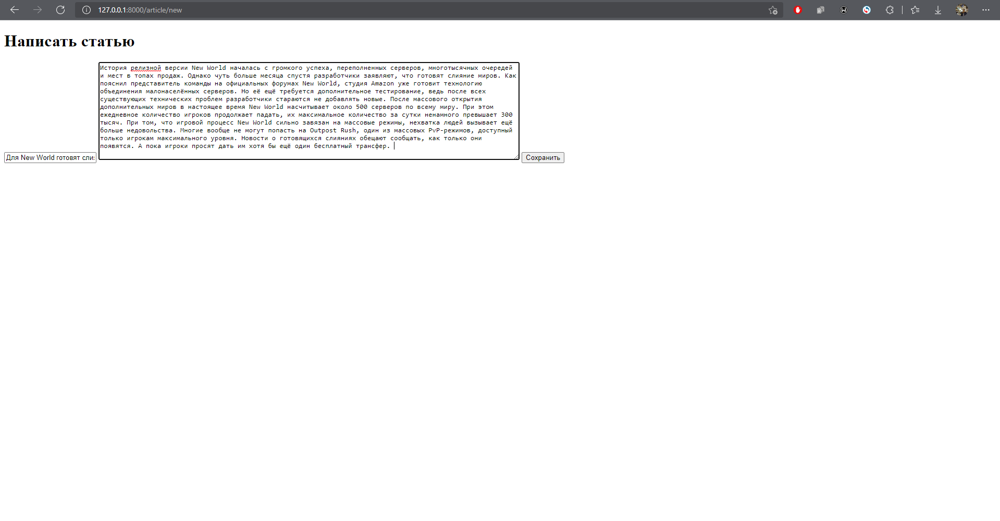 127.0.0.1:8000/article/new
Написать статью
История релизной версии New World началась с громкого успеха, переполненных серверов, многотысячных очередей
и мест в топах продаж. Однако чуть больше месяца спустя разработчики заявляют, что готовят слияние миров. Как
пояснил представитель команды на официальных форумах New World, студия Amazon уже готовит технологию
объединения малонаселённых серверов. Но её ещё требуется дополнительное тестирование, ведь после всех
существующих технических проблем разработчики стараются не добавлять новые. После массового открытия
дополнительных миров в настоящее время New World насчитывает около 500 серверов по всему миру. При этом
ежедневное количество игроков продолжает падать, их максимальное количество за сутки ненамного превышает 300
тысяч. При том, что игровой процесс New World сильно завязан на массовые режимы, нехватка людей вызывает ещё
больше недовольства. Многие вообще не могут попасть на Outpost Rush, один из массовых PvP-режимов, доступный
только игрокам максимального уровня. Новости о готовящихся слияниях обещают сообщать, как только они
появятся. А пока игроки просят дать им хотя бы ещё один бесплатный трансфер.
Для New World готовят сли
Сохранить